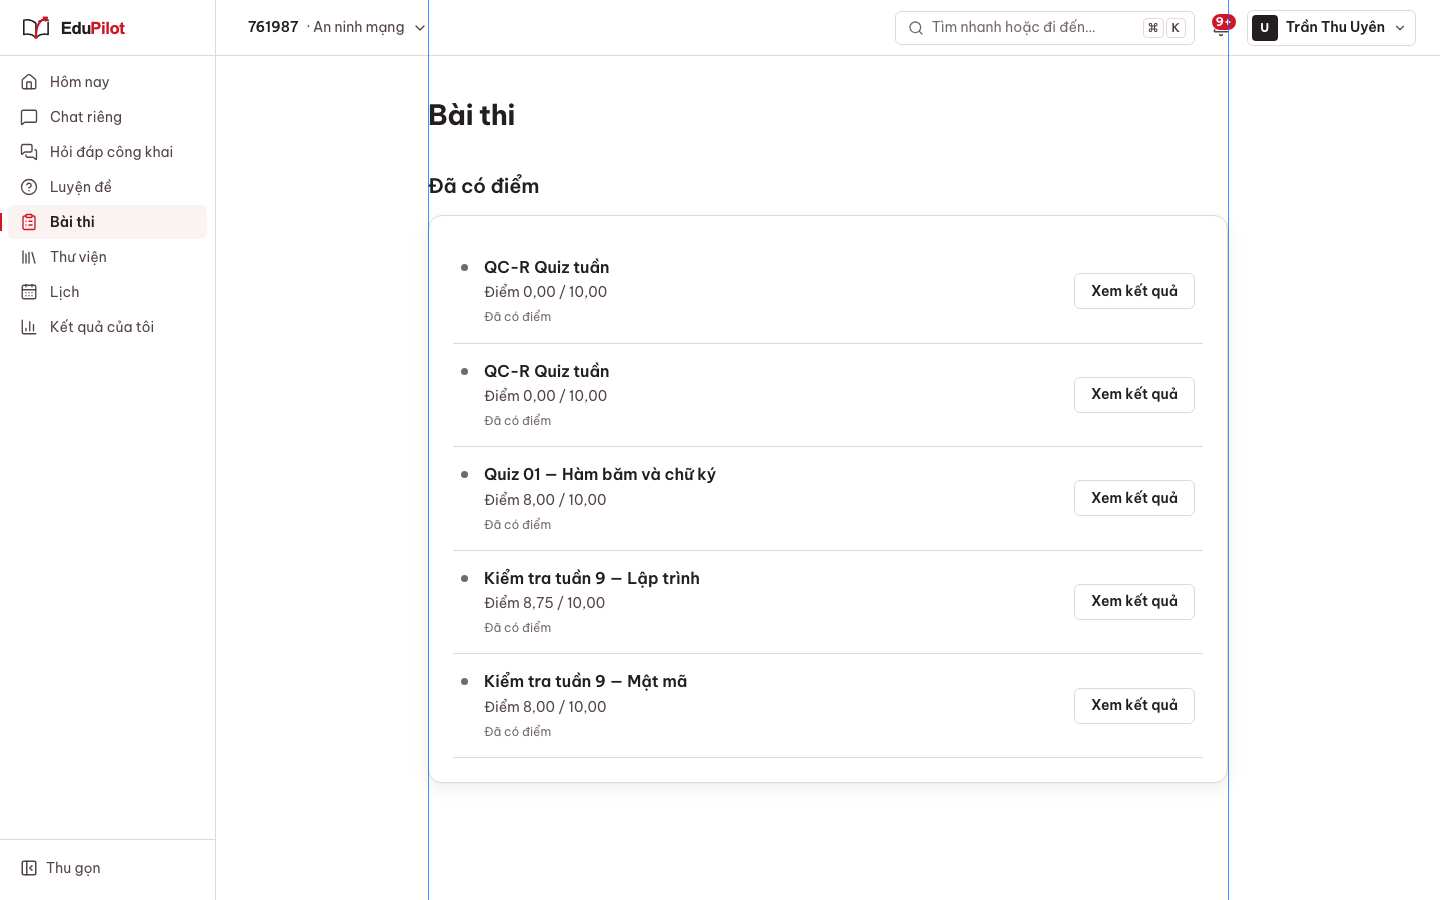 EduPilot
761987 · An ninh mạng
Tìm nhanh hoặc đi đến...
⌘ K
9+
U Trần Thu Uyên
Hôm nay
Chat riêng
Hỏi đáp công khai
Luyện đề
Bài thi
Thư viện
Lịch
Kết quả của tôi
Thu gọn
Bài thi
Đã có điểm
QC-R Quiz tuần
Điểm 0,00 / 10,00
Đã có điểm
Xem kết quả
QC-R Quiz tuần
Điểm 0,00 / 10,00
Đã có điểm
Xem kết quả
Quiz 01 — Hàm băm và chữ ký
Điểm 8,00 / 10,00
Đã có điểm
Xem kết quả
Kiểm tra tuần 9 — Lập trình
Điểm 8,75 / 10,00
Đã có điểm
Xem kết quả
Kiểm tra tuần 9 — Mật mã
Điểm 8,00 / 10,00
Đã có điểm
Xem kết quả